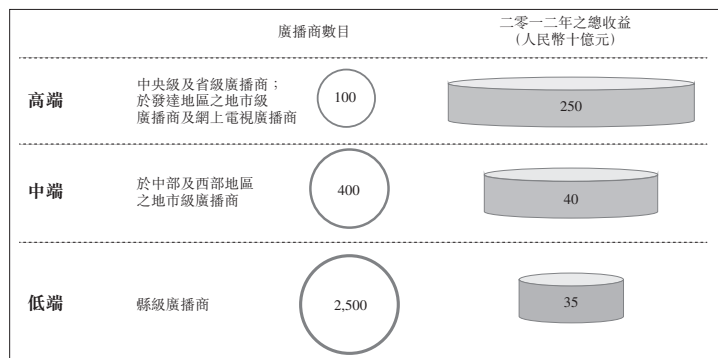 廣播商數目
二零一二年之總收益
（人民幣十億元）
高端
中央級及省級廣播商；
於發達地區之地市級
廣播商及網上電視廣播商
100
250
中端
於中部及西部地區
之地市級廣播商
400
40
低端
縣級廣播商
2,500
35